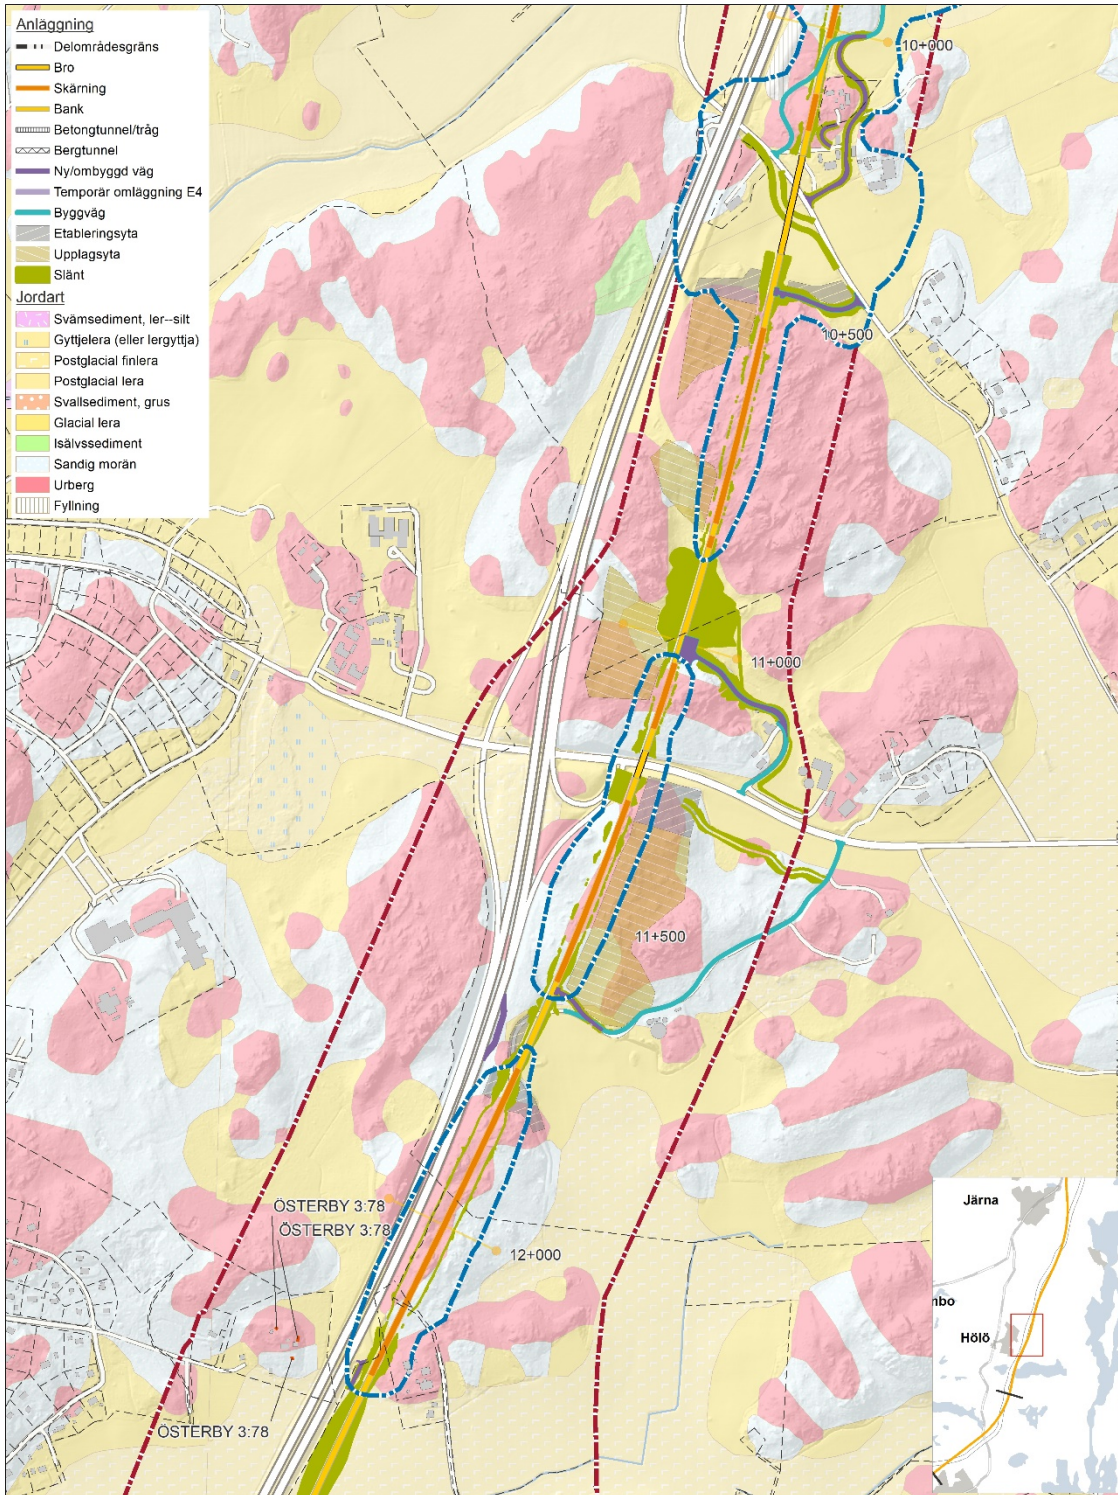 Anläggning
Delområdesgräns
Bro
Skärning
Bank
Betongtunnel/tråg
Bergtunnel
Ny/ombyggd väg
Temporär omläggning E4
Byggväg
Etableringsyta
Upplagsyta
Slänt
Jordart
Svämsediment, ler--silt
Gyttjelera (eller lergyttja)
Postglacial finlera
Postglacial lera
Svallsediment, grus
Glacial lera
Isälvssediment
Sandig morän
Urberg
Fyllning
10+000
10+500
11+000
11+500
ÖSTERBY 3:78
ÖSTERBY 3:78
12+000
ÖSTERBY 3:78
Järna
nbo
Hölö